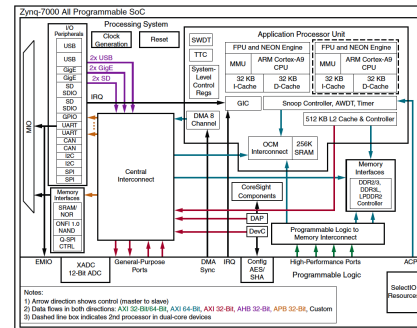 Zynq-7000 All Programmable SoC
I/O
Peripherals
USB
USB
GigE
GigE
SD
SDIO
SD
SDIO
GPIO
UART
UART
CAN
CAN
I2C
I2C
SPI
SPI
Memory
Interfaces
SRAM/
NOR
ONFI 1.0
NAND
Q-SPI
CTRL
MIO
EMIO
Processing System
Clock
Generation
Reset
2x USB
2x GigE
2x SD
IRQ
Central
Interconnect
SWDT
TTC
System-
Level
Control
Regs
DMA 8
Channel
Application Processor Unit
FPU and NEON Engine
MMU
ARM Cortex-A9
CPU
32 KB
I-Cache
32 KB
D-Cache
FPU and NEON Engine
MMU
ARM Cortex-A9
CPU
32 KB
I-Cache
32 KB
D-Cache
GIC
Snoop Controller, AWDT, Timer
512 KB L2 Cache & Controller
OCM
Interconnect
256K
SRAM
CoreSight
Components
DAP
DevC
Memory
Interfaces
DDR2/3,
DDR3L,
LPDDR2
Controller
Programmable Logic to
Memory Interconnect
XADC
12-Bit ADC
General-Purpose
Ports
DMA
Sync
IRQ
Config
AES/
SHA
High-Performance Ports
ACP
Programmable Logic
SelectIO
Resources
Notes:
1) Arrow direction shows control (master to slave)
2) Data flows in both directions: AXI 32-Bit/64-Bit, AXI 64-Bit, AXI 32-Bit, AHB 32-Bit, APB 32-Bit, Custom
3) Dashed line box indicates 2nd processor in dual-core devices